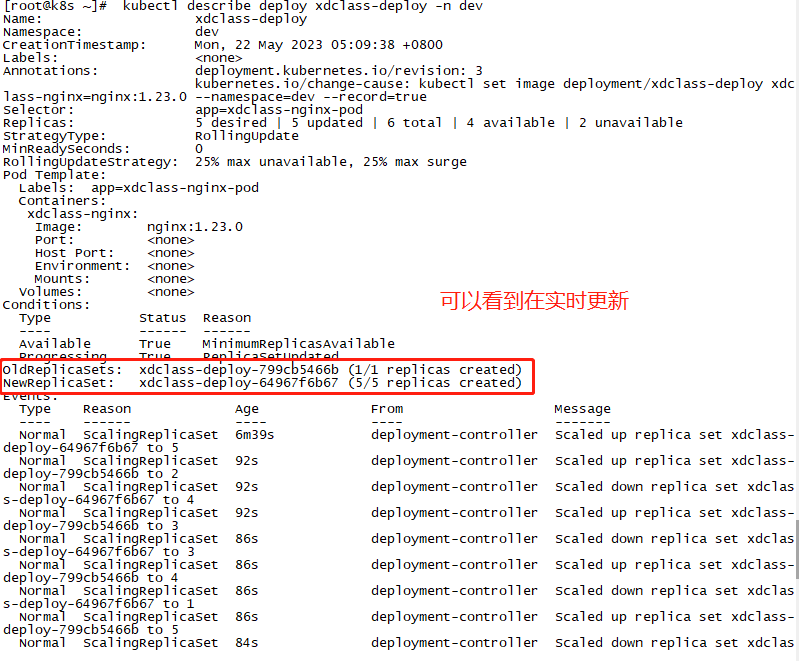 [root@k8s ~]#  kubectl describe deploy xdclass-deploy -n dev
Name:                   xdclass-deploy
Namespace:              dev
CreationTimestamp:      Mon, 22 May 2023 05:09:38 +0800
Labels:                 <none>
Annotations:            deployment.kubernetes.io/revision: 3
                        kubernetes.io/change-cause: kubectl set image deployment/xdclass-deploy xdc
lass-nginx=nginx:1.23.0 --namespace=dev --record=true
Selector:               app=xdclass-nginx-pod
Replicas:               5 desired | 5 updated | 6 total | 4 available | 2 unavailable
StrategyType:           RollingUpdate
MinReadySeconds:        0
RollingUpdateStrategy:  25% max unavailable, 25% max surge
Pod Template:
  Labels:  app=xdclass-nginx-pod
  Containers:
   xdclass-nginx:
    Image:        nginx:1.23.0
    Port:         <none>
    Host Port:    <none>
    Environment:  <none>
    Mounts:       <none>
  Volumes:        <none>
可以看到在实时更新
Conditions:
  Type           Status  Reason
  ----           ------  ------
  Available      True    MinimumReplicasAvailable
  Progressing    True    ReplicaSetUpdated
OldReplicaSets:  xdclass-deploy-799cb5466b (1/1 replicas created)
NewReplicaSet:   xdclass-deploy-64967f6b67 (5/5 replicas created)
Events:
  Type    Reason             Age                From                   Message
  ----    ------             ----               ----                   -------
  Normal  ScalingReplicaSet  6m39s              deployment-controller  Scaled up replica set xdclass-
deploy-64967f6b67 to 5
  Normal  ScalingReplicaSet  92s                deployment-controller  Scaled up replica set xdclass-
deploy-799cb5466b to 2
  Normal  ScalingReplicaSet  92s                deployment-controller  Scaled down replica set xdclas
s-deploy-64967f6b67 to 4
  Normal  ScalingReplicaSet  92s                deployment-controller  Scaled up replica set xdclass-
deploy-799cb5466b to 3
  Normal  ScalingReplicaSet  86s                deployment-controller  Scaled down replica set xdclas
s-deploy-64967f6b67 to 3
  Normal  ScalingReplicaSet  86s                deployment-controller  Scaled up replica set xdclass-
deploy-799cb5466b to 4
  Normal  ScalingReplicaSet  86s                deployment-controller  Scaled down replica set xdclas
s-deploy-64967f6b67 to 1
  Normal  ScalingReplicaSet  86s                deployment-controller  Scaled up replica set xdclass-
deploy-799cb5466b to 5
  Normal  ScalingReplicaSet  84s                deployment-controller  Scaled down replica set xdclas